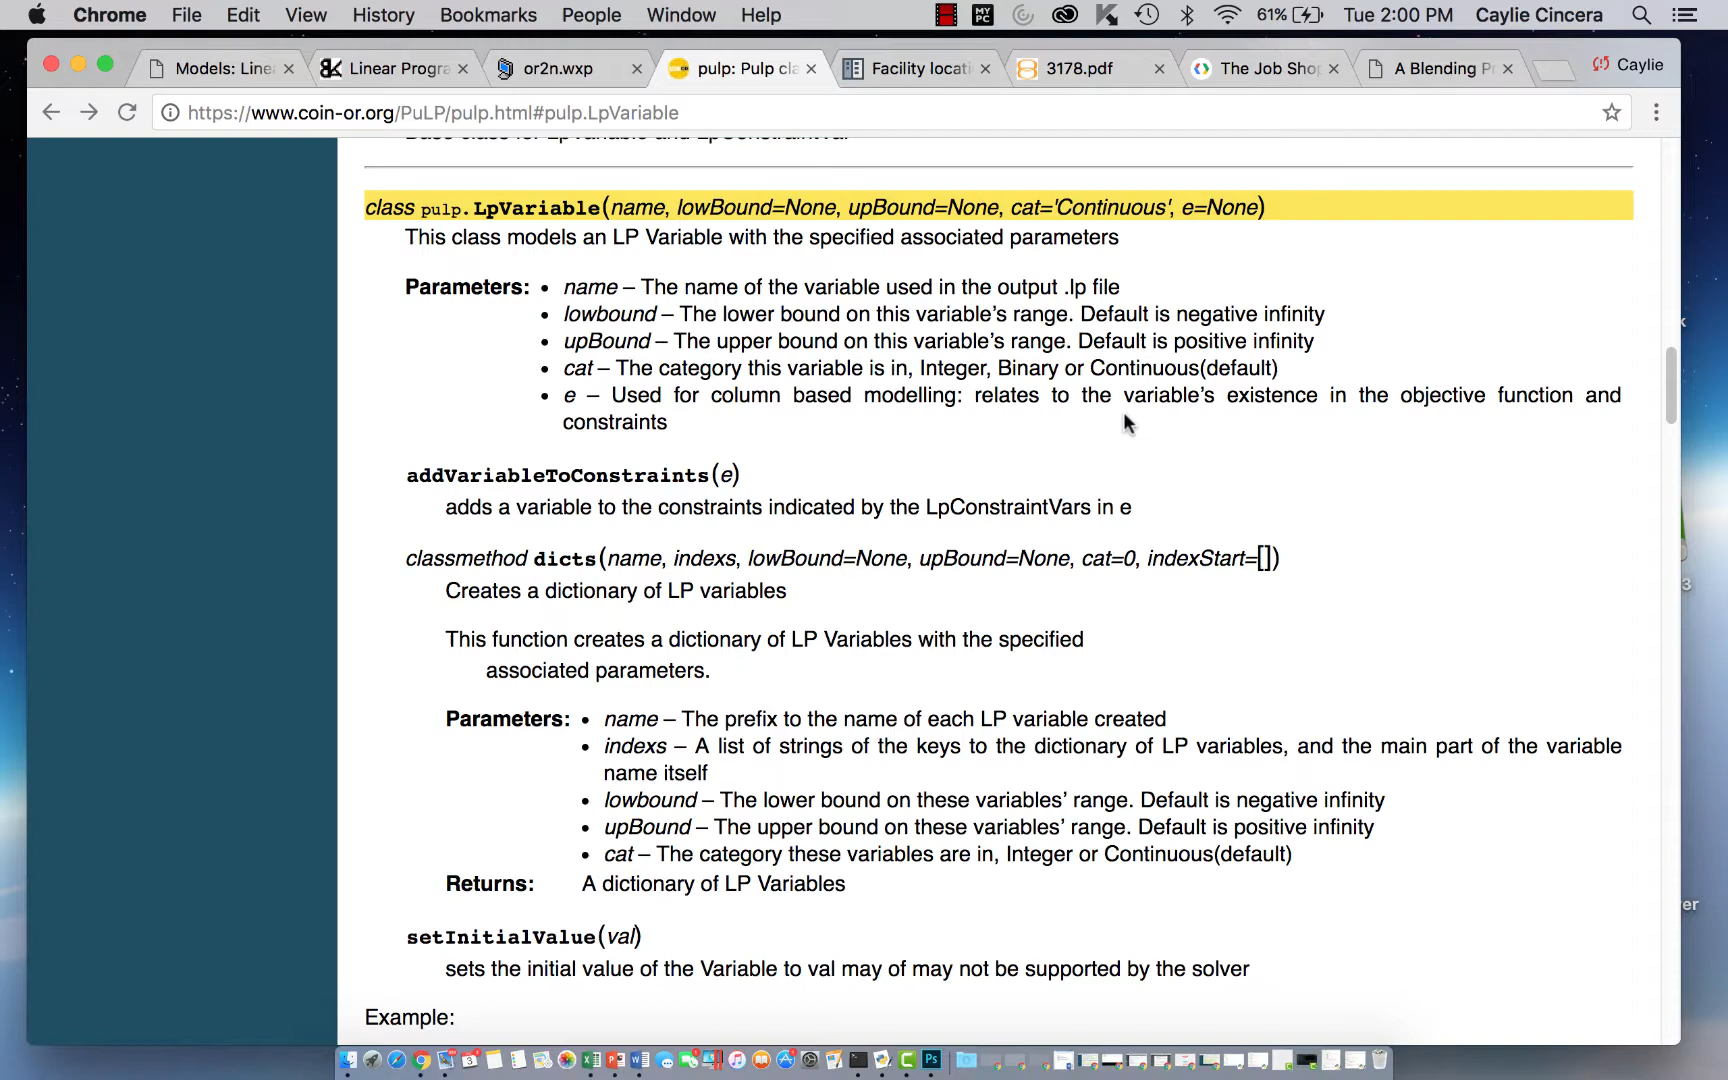 Chrome File Edit View History Bookmarks People Window Help MY PC 61% Tue 2:00 PM Caylie Cincera
Models: Line Linear Progra or2n.wxp pulp: Pulp cla Facility locati 3178.pdf The Job Sho A Blending P Caylie
https://www.coin-or.org/PuLP/pulp.html#pulp.LpVariable
class pulp.LpVariable(name, lowBound=None, upBound=None, cat='Continuous', e=None)
This class models an LP Variable with the specified associated parameters
Parameters: • name – The name of the variable used in the output .lp file
• lowbound – The lower bound on this variable's range. Default is negative infinity
• upBound – The upper bound on this variable's range. Default is positive infinity
• cat – The category this variable is in, Integer, Binary or Continuous(default)
• e – Used for column based modelling: relates to the variable's existence in the objective function and
constraints
addVariableToConstraints(e)
adds a variable to the constraints indicated by the LpConstraintVars in e
classmethod dicts(name, indexs, lowBound=None, upBound=None, cat=0, indexStart=[])
Creates a dictionary of LP variables
This function creates a dictionary of LP Variables with the specified
associated parameters.
Parameters: • name – The prefix to the name of each LP variable created
• indexs – A list of strings of the keys to the dictionary of LP variables, and the main part of the variable
name itself
• lowbound – The lower bound on these variables' range. Default is negative infinity
• upBound – The upper bound on these variables' range. Default is positive infinity
• cat – The category these variables are in, Integer or Continuous(default)
Returns: A dictionary of LP Variables
setInitialValue(val)
sets the initial value of the Variable to val may of may not be supported by the solver
Example: